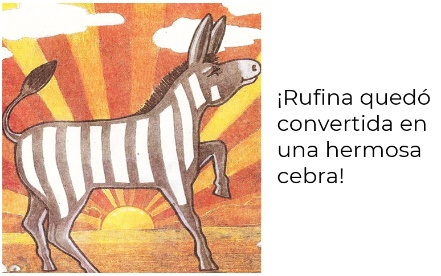 ¡Rufina quedó
convertida en
una hermosa
cebra!